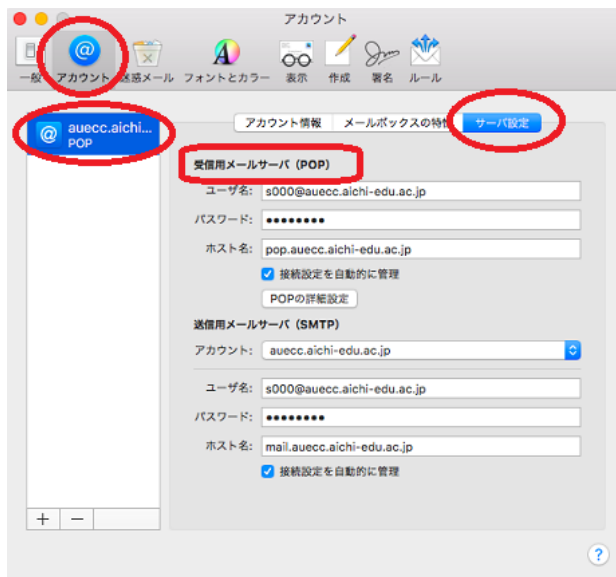 アカウント
一般 アカウント 迷惑メール フォントとカラー 表示 作成 署名 ルール
auecc.aichi...
POP
アカウント情報 メールボックスの特性 サーバ設定
受信用メールサーバ (POP)
ユーザ名: s000@auecc.aichi-edu.ac.jp
パスワード: ••••••••
ホスト名: pop.auecc.aichi-edu.ac.jp
接続設定を自動的に管理
POPの詳細設定
送信用メールサーバ (SMTP)
アカウント: auecc.aichi-edu.ac.jp
ユーザ名: s000@auecc.aichi-edu.ac.jp
パスワード: ••••••••
ホスト名: mail.auecc.aichi-edu.ac.jp
接続設定を自動的に管理